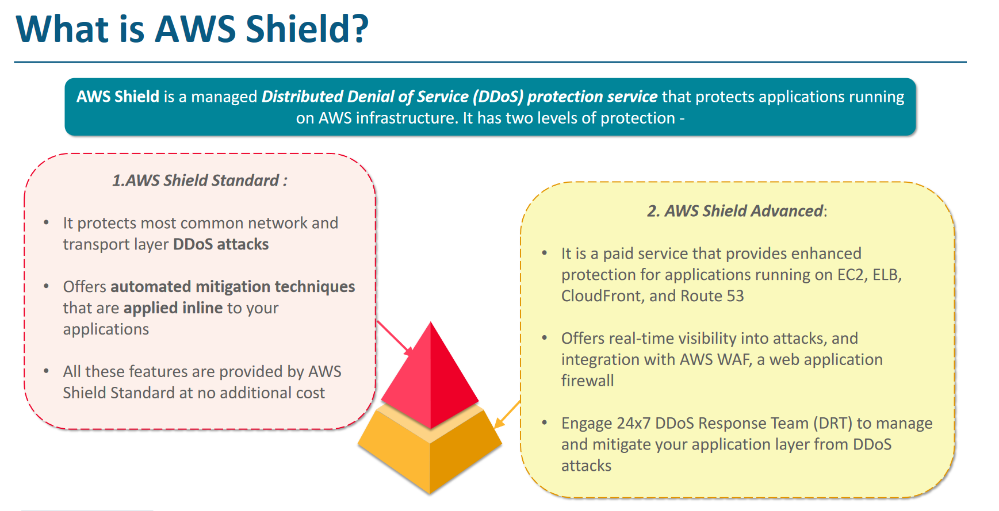 What is AWS Shield?
AWS Shield is a managed Distributed Denial of Service (DDoS) protection service that protects applications running
on AWS infrastructure. It has two levels of protection -
1.AWS Shield Standard :
• It protects most common network and
transport layer DDoS attacks
• Offers automated mitigation techniques
that are applied inline to your
applications
• All these features are provided by AWS
Shield Standard at no additional cost
2. AWS Shield Advanced:
• It is a paid service that provides enhanced
protection for applications running on EC2, ELB,
CloudFront, and Route 53
• Offers real-time visibility into attacks, and
integration with AWS WAF, a web application
firewall
• Engage 24x7 DDoS Response Team (DRT) to manage
and mitigate your application layer from DDoS
attacks